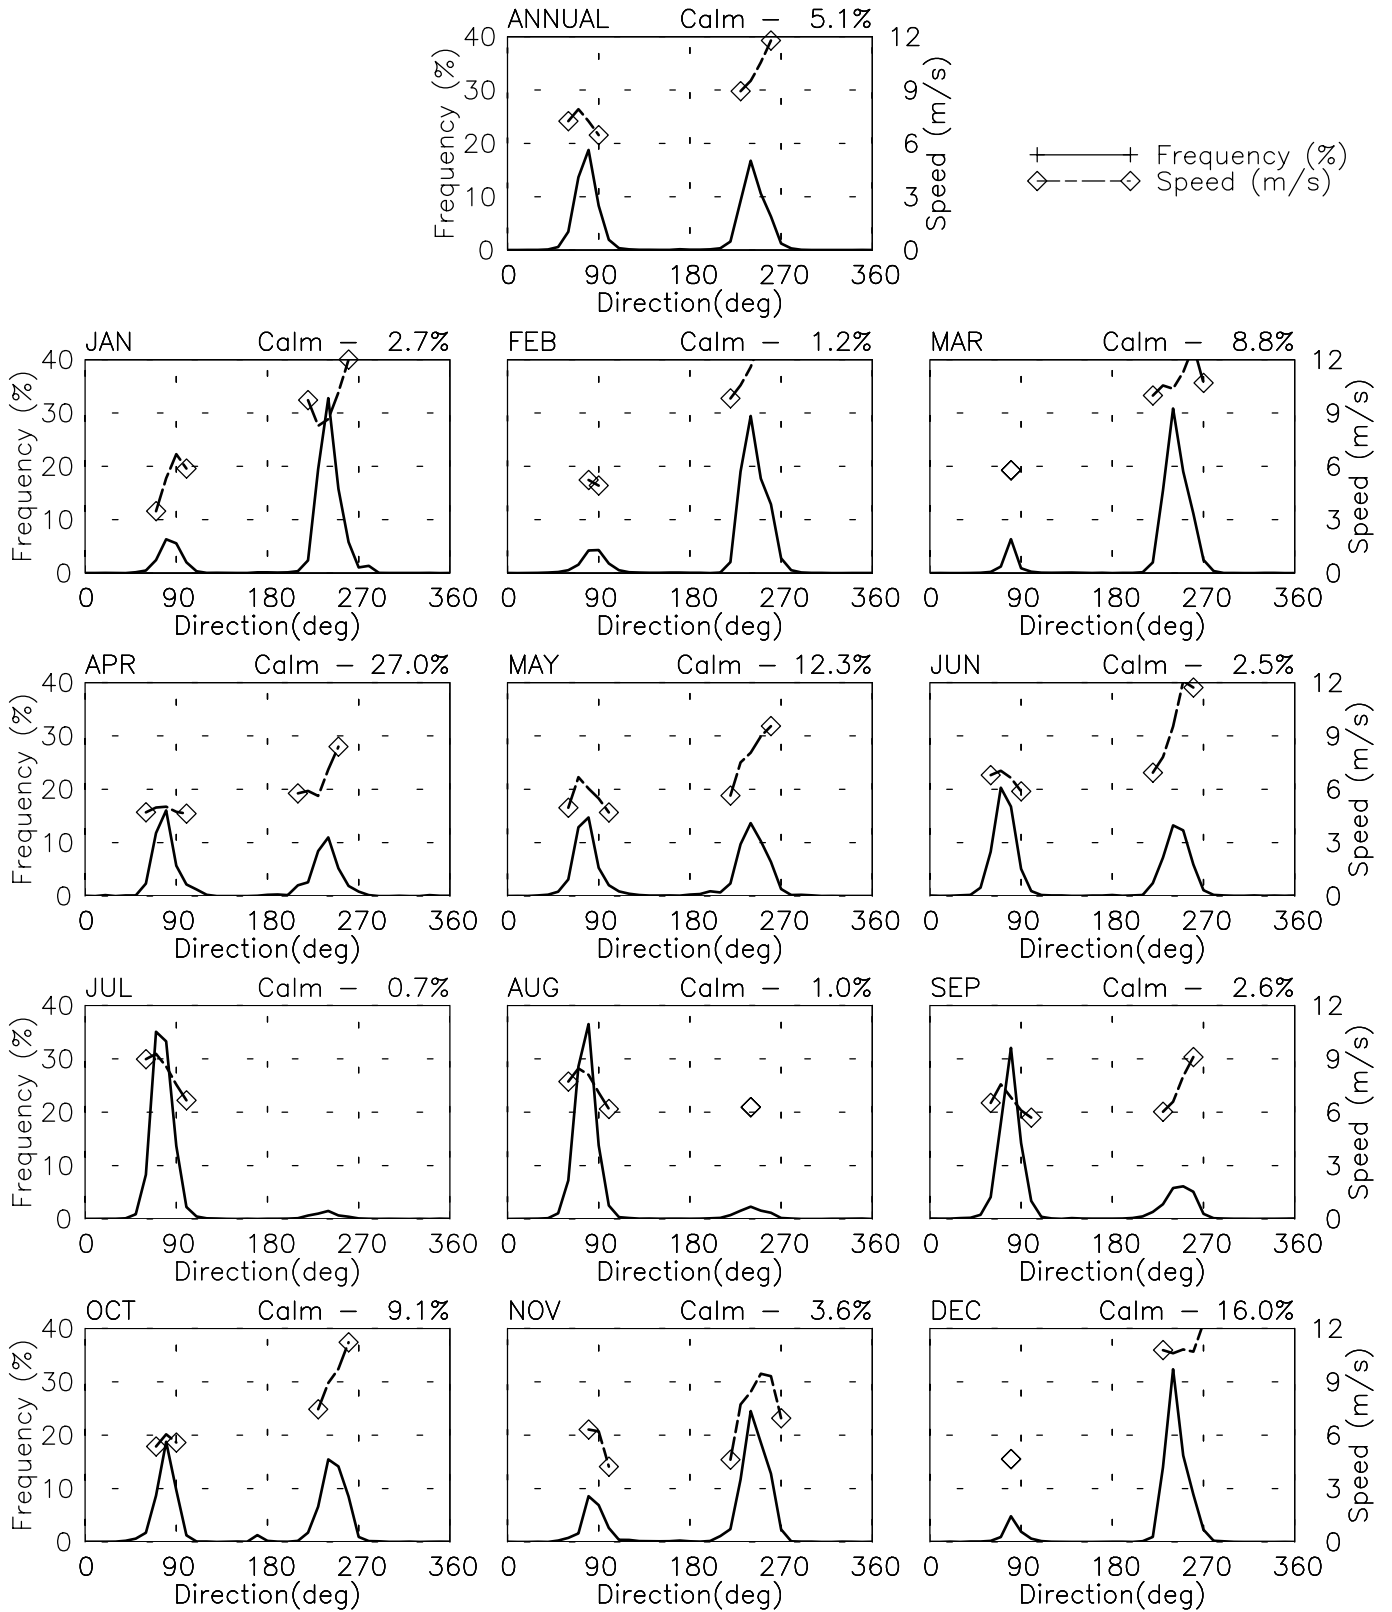 ANNUAL Calm – 5.1%
40 12
30 9
20 6
10 3
0 0
Frequency (%)
Speed (m/s)
0 90 180 270 360
Direction(deg)
Frequency (%)
Speed (m/s)
JAN Calm – 2.7% FEB Calm – 1.2% MAR Calm – 8.8%
40 12
30 9
20 6
10 3
0 0
Frequency (%)
Speed (m/s)
0 90 180 270 360 0 90 180 270 360 0 90 180 270 360
Direction(deg) Direction(deg) Direction(deg)
APR Calm – 27.0% MAY Calm – 12.3% JUN Calm – 2.5%
40 12
30 9
20 6
10 3
0 0
Frequency (%)
Speed (m/s)
0 90 180 270 360 0 90 180 270 360 0 90 180 270 360
Direction(deg) Direction(deg) Direction(deg)
JUL Calm – 0.7% AUG Calm – 1.0% SEP Calm – 2.6%
40 12
30 9
20 6
10 3
0 0
Frequency (%)
Speed (m/s)
0 90 180 270 360 0 90 180 270 360 0 90 180 270 360
Direction(deg) Direction(deg) Direction(deg)
OCT Calm – 9.1% NOV Calm – 3.6% DEC Calm – 16.0%
40 12
30 9
20 6
10 3
0 0
Frequency (%)
Speed (m/s)
0 90 180 270 360 0 90 180 270 360 0 90 180 270 360
Direction(deg) Direction(deg) Direction(deg)